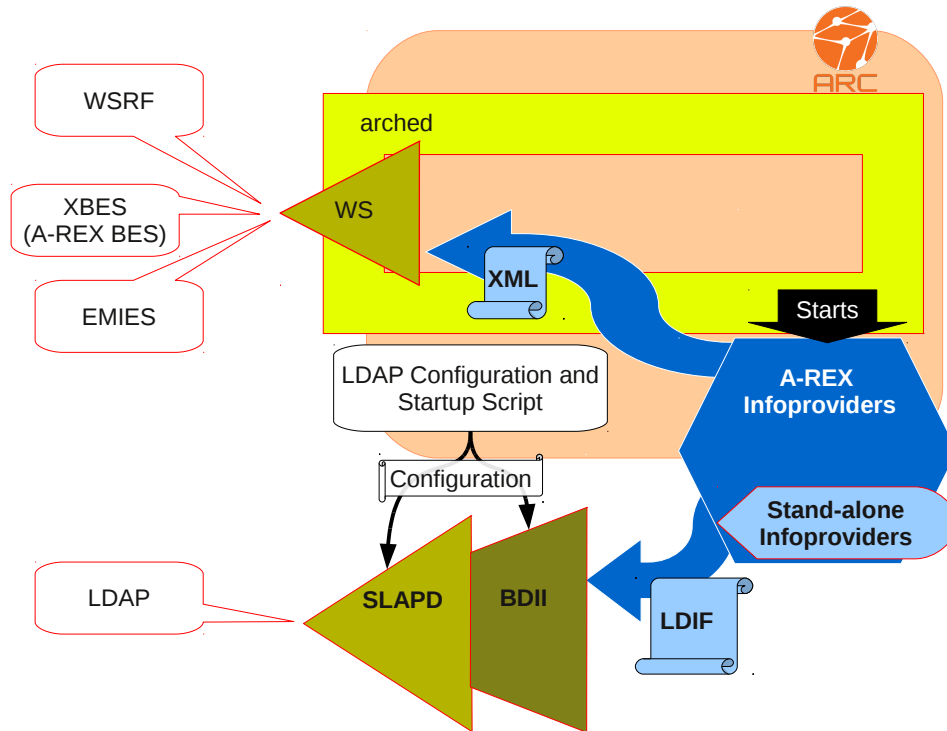 ARC
WSRF
arched
XBES
(A-REX BES)
WS
EMIES
XML
Starts
LDAP Configuration and
Startup Script
A-REX
Infoproviders
Configuration
Stand-alone
Infoproviders
LDAP
SLAPD
BDII
LDIF